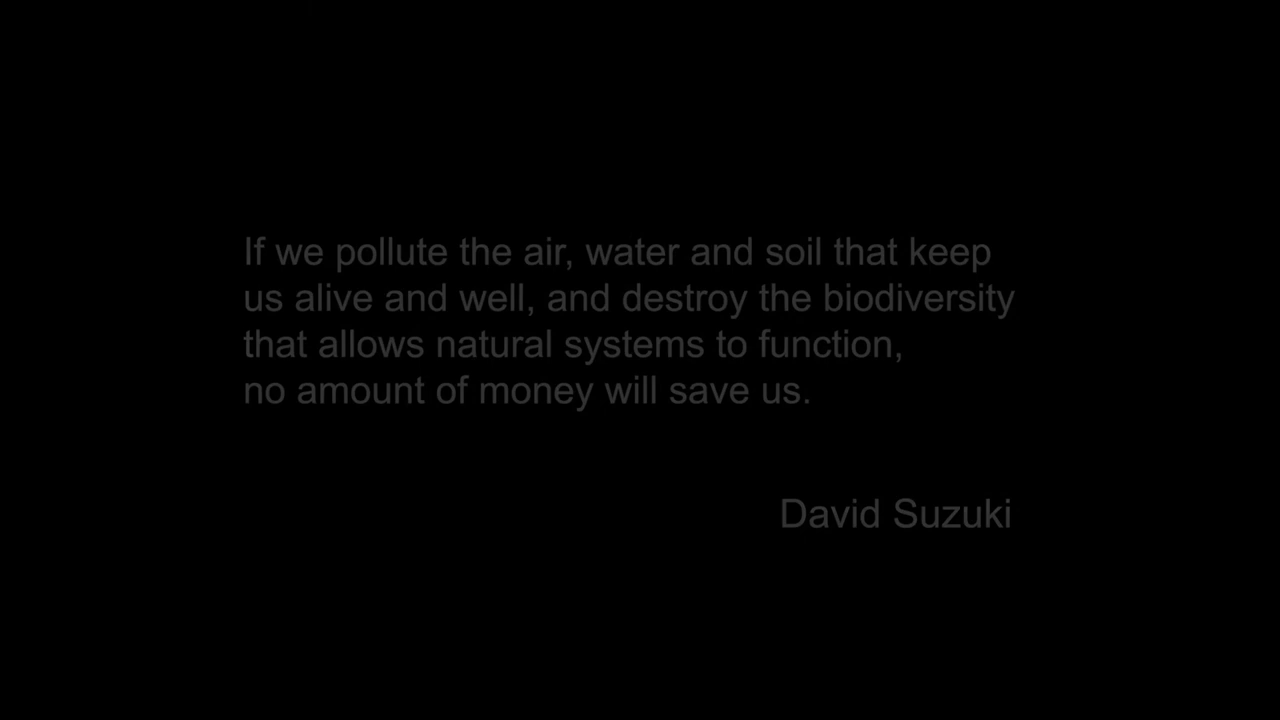 If we pollute the air, water and soil that keep
us alive and well, and destroy the biodiversity
that allows natural systems to function,
no amount of money will save us.
David Suzuki